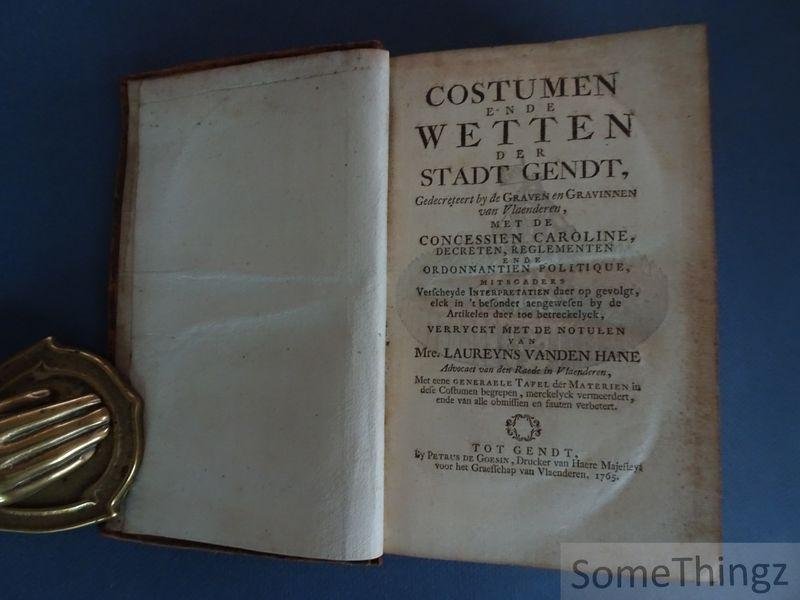 COSTUMEN
ENDE
WETTEN
DER
STADT GENDT,
Gedecreteert by de GRAVEN en GRAVINNEN
van Vlaenderen,
MET DE
CONCESSIEN CAROLINE,
DECRETEN, REGLEMENTEN
ENDE
ORDONNANTIEN POLITIQUE,
MITSGADERS
Verscheyde INTERPRETATIEN daer op gevolgt,
elck in 't besonder aengewesen by de
Artikelen daer toe betreckelyck,
VERRYCKT MET DE NOTULEN
VAN
Mre. LAUREYNS VANDEN HANE
Advocaet van den Raede in Vlaenderen,
Met eene GENERAELE TAFEL der MATERIEN in
dese Costumen begrepen, merckelyck vermeerdert,
ende van alle obmissien en fauten verbetert.
TOT GENDT,
By PETRUS DE GOESIN, Drucker van Haere Majesteyt
voor het Graefschap van Vlaenderen, 1765.
SomeThingz